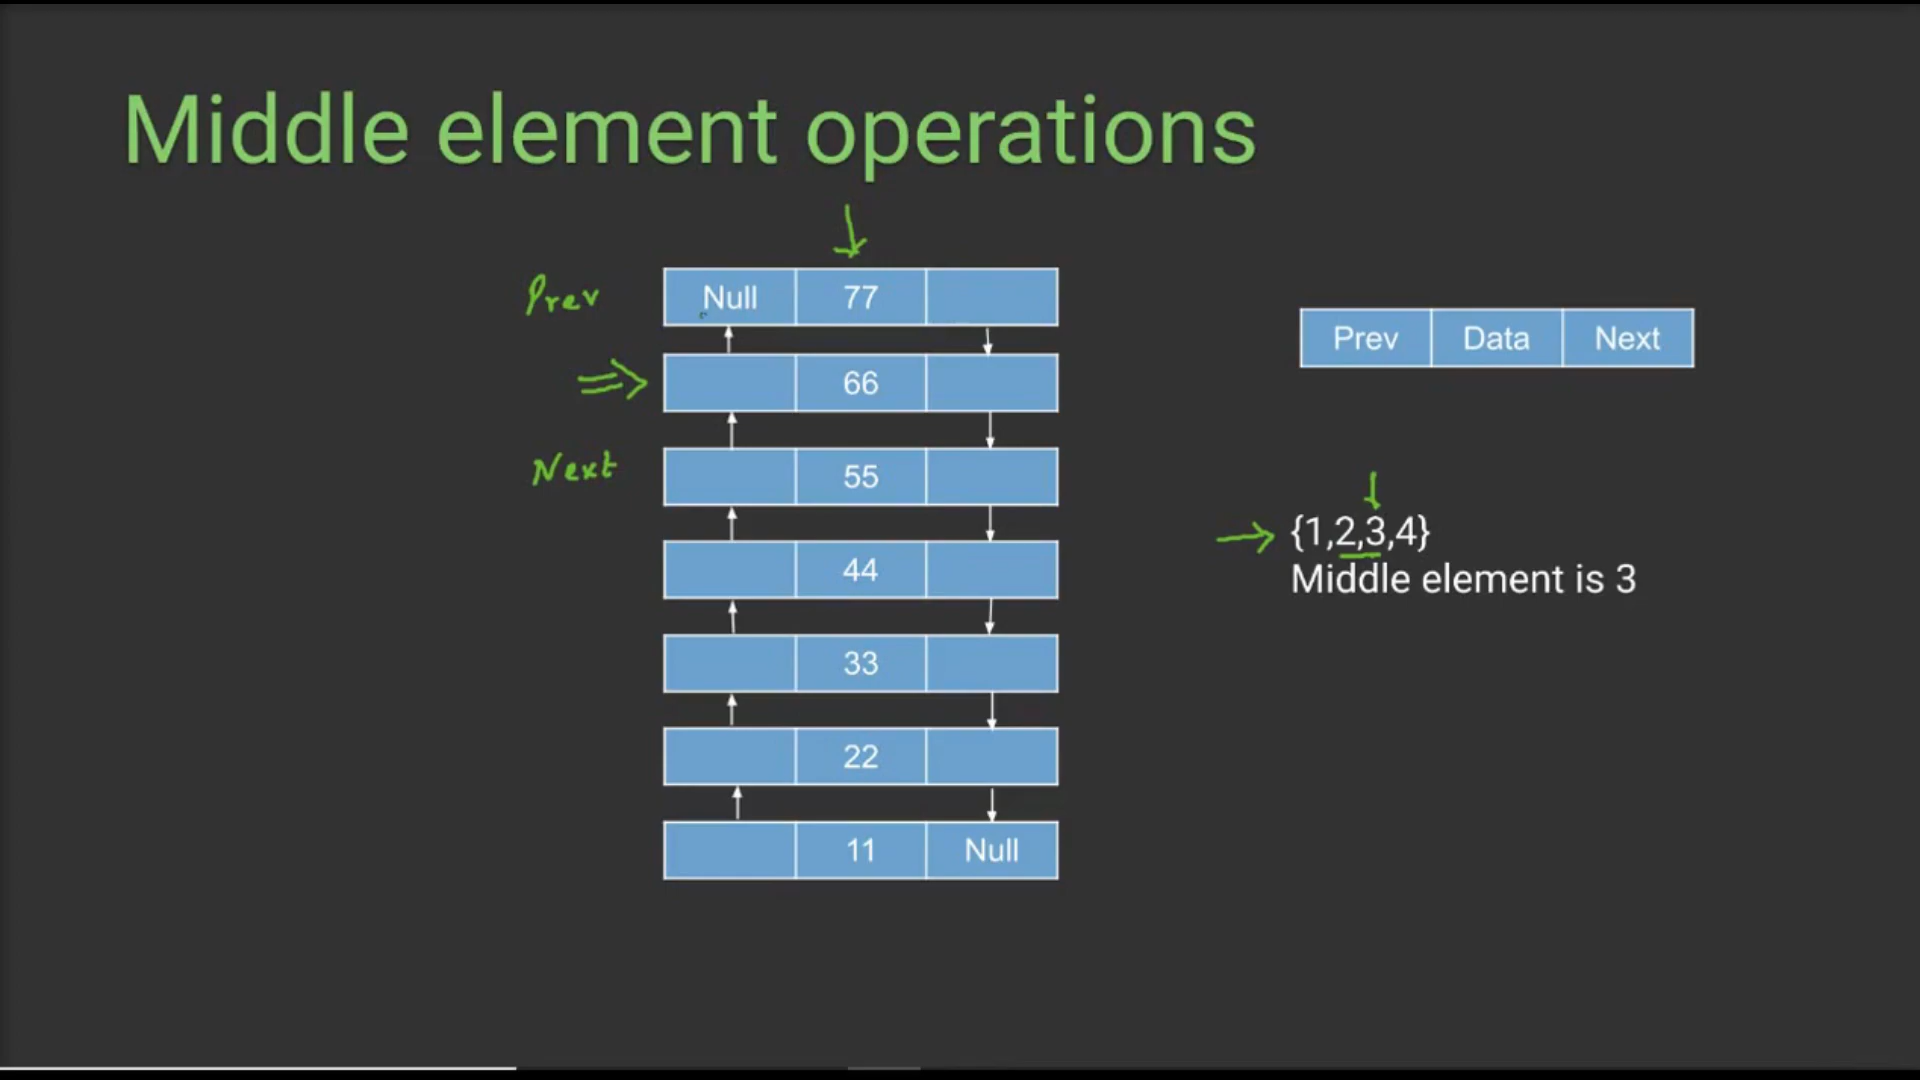 Middle element operations
Prev
Null 77
66
Next
55
44
33
22
11 Null
Prev Data Next
{1,2,3,4}
Middle element is 3